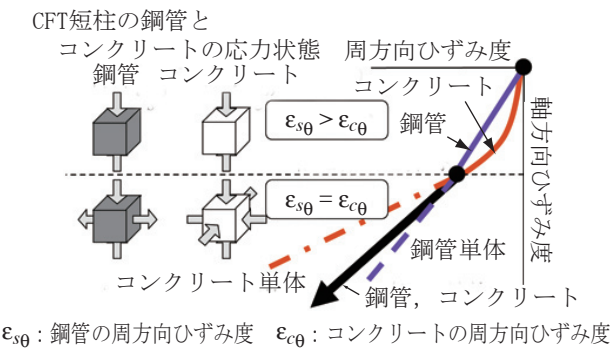 CFT短柱の鋼管と
コンクリートの応力状態
鋼管 コンクリート
周方向ひずみ度
コンクリート
鋼管
軸方向ひずみ度
εsθ > εcθ
εsθ = εcθ
鋼管単体
コンクリート単体
鋼管，コンクリート
εsθ：鋼管の周方向ひずみ度 εcθ：コンクリートの周方向ひずみ度